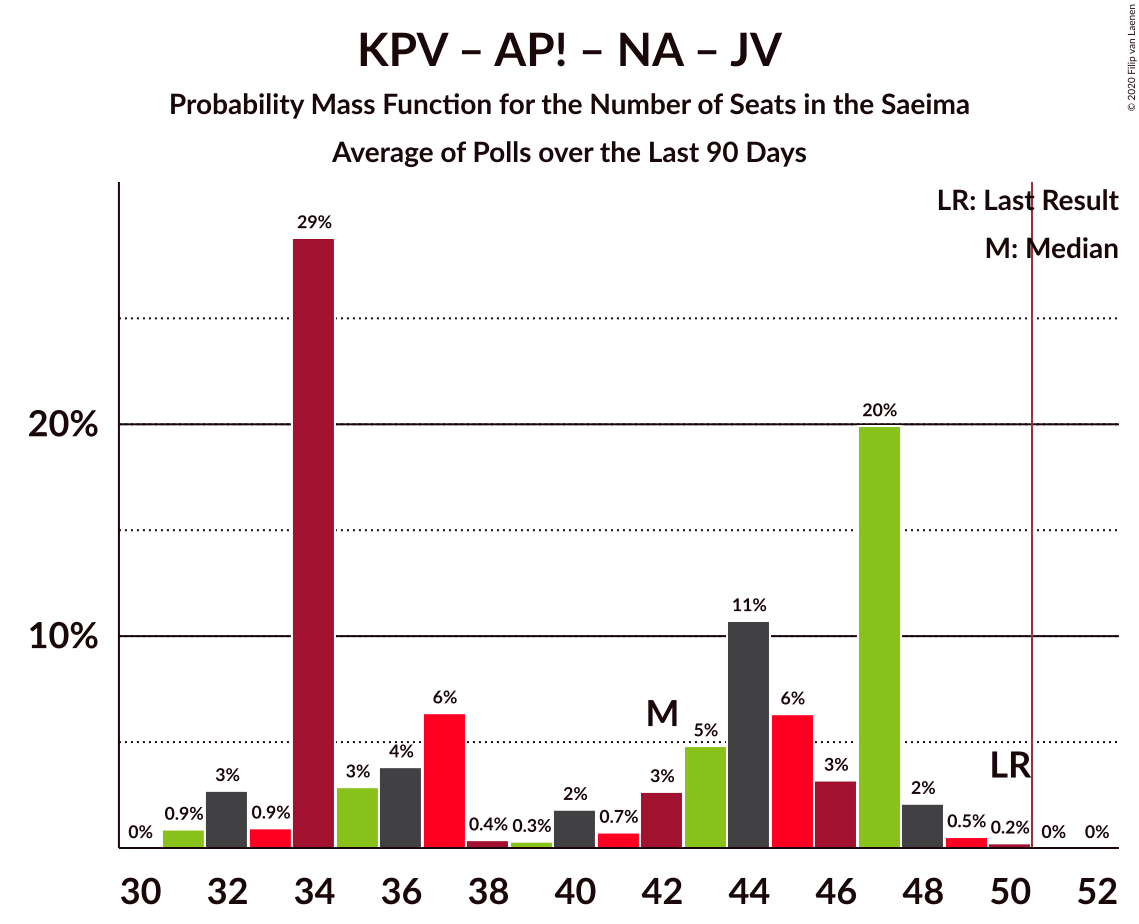 KPV – AP! – NA – JV
Probability Mass Function for the Number of Seats in the Saeima
Average of Polls over the Last 90 Days
© 2020 Filip van Laenen
LR: Last Result
M: Median
29%
20%
20%
11%
10%
M
6%
6%
5%
LR
4%
3%
3%
3%
3%
2%
2%
0.9%
0.9%
0.7%
0.4%
0.3%
0.5%
0.2%
0%
0%
0%
30 32 34 36 38 40 42 44 46 48 50 52